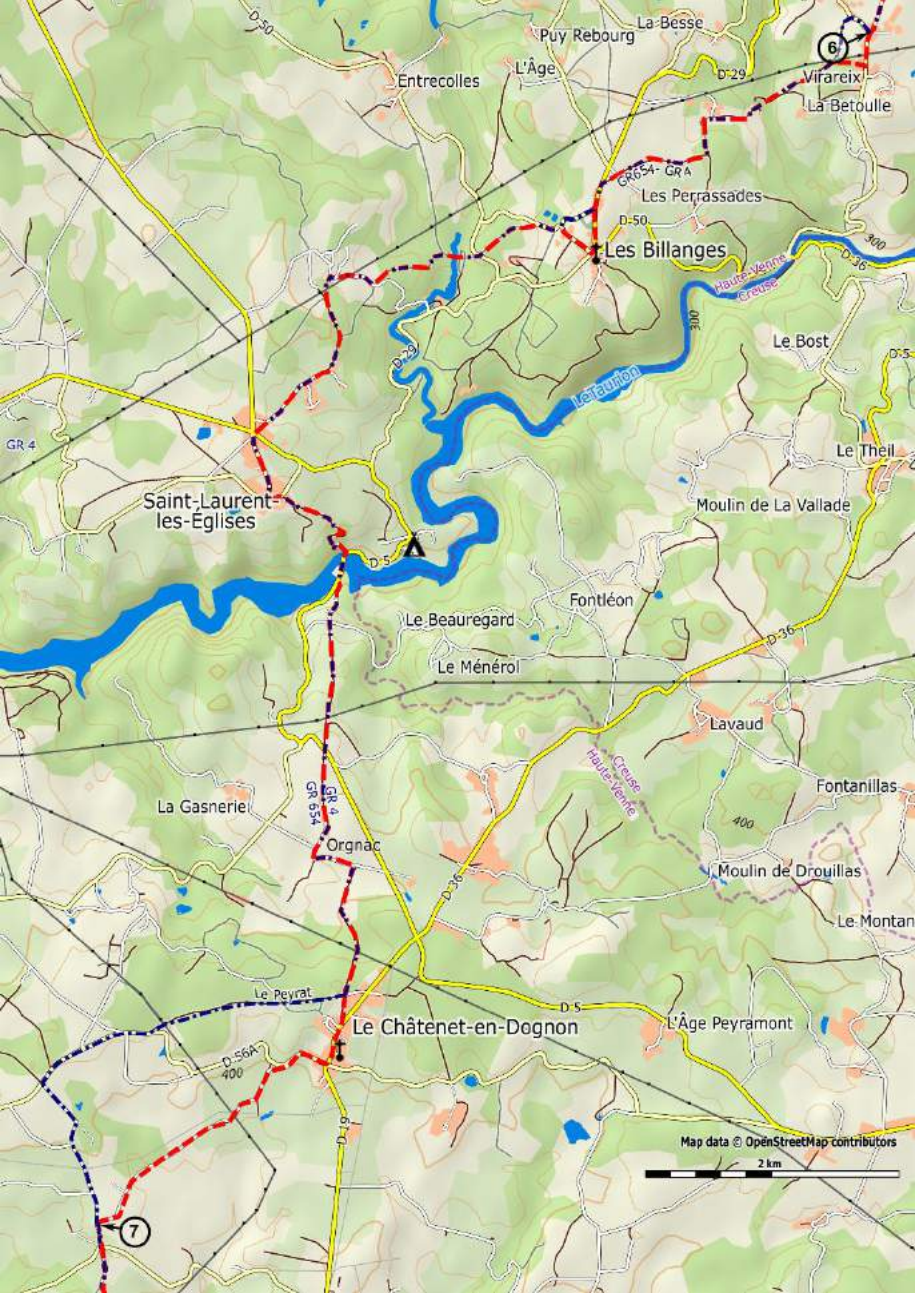 D-50
Puy Rebourg
La Besse
6
Entrecolles
L'Âge
D-29
Virareix
La Betoulle
GR654- GR4
Les Perrassades
D-50
Les Billanges
300
D-36
Haute-Vienne
Creuse
300
D-29
Le Bost
D-5
Le Taurion
GR 4
Le Theil
Saint-Laurent-
les-Églises
Moulin de La Vallade
D-5
Fontléon
Le Beauregard
D-36
Le Ménérol
Lavaud
Creuse
Haute-Vienne
Fontanillas
La Gasnerie
GR 4
GR 654
400
Orgnac
D-36
Moulin de Drouillas
Le Montan
Le Peyrat
D-5
Le Châtenet-en-Dognon
L'Âge Peyramont
D-56A
400
D-19
Map data © OpenStreetMap contributors
2 km
7